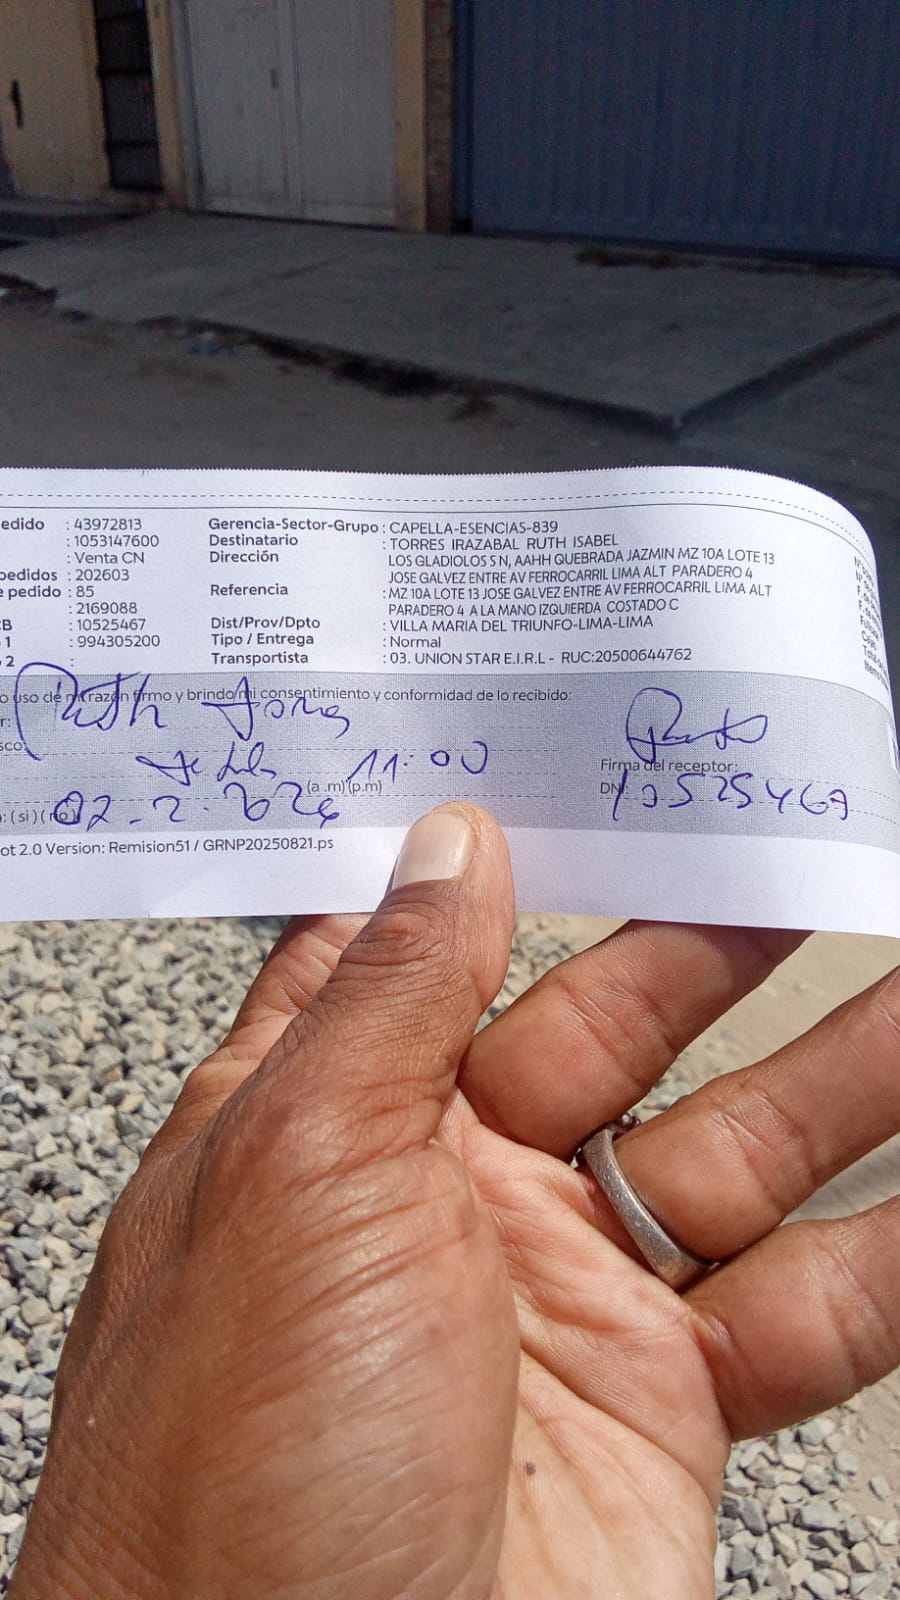 edido : 43972813 Gerencia-Sector-Grupo : CAPELLA-ESENCIAS-839
: 1053147600 Destinatario : TORRES IRAZABAL RUTH ISABEL
: Venta CN Dirección LOS GLADIOLOS S N, AAHH QUEBRADA JAZMIN MZ 10A LOTE 13
pedidos : 202603 JOSE GALVEZ ENTRE AV FERROCARRIL LIMA ALT PARADERO 4
e pedido : 85 Referencia : MZ 10A LOTE 13 JOSE GALVEZ ENTRE AV FERROCARRIL LIMA ALT
: 2169088 PARADERO 4 A LA MANO IZQUIERDA COSTADO C
B : 10525467 Dist/Prov/Dpto : VILLA MARIA DEL TRIUNFO-LIMA-LIMA
1 : 994305200 Tipo / Entrega : Normal
2 : Transportista : 03. UNION STAR E.I.R.L - RUC:20500644762
o uso de mi razón firmo y brindo mi consentimiento y conformidad de lo recibido:
r: Ruth
sco:
11:00 Firma del receptor:
(a .m) (p.m) DNI: 10525467
: ( si ) ( no ) 02-2-2026
ot 2.0 Version: Remision51 / GRNP20250821.ps